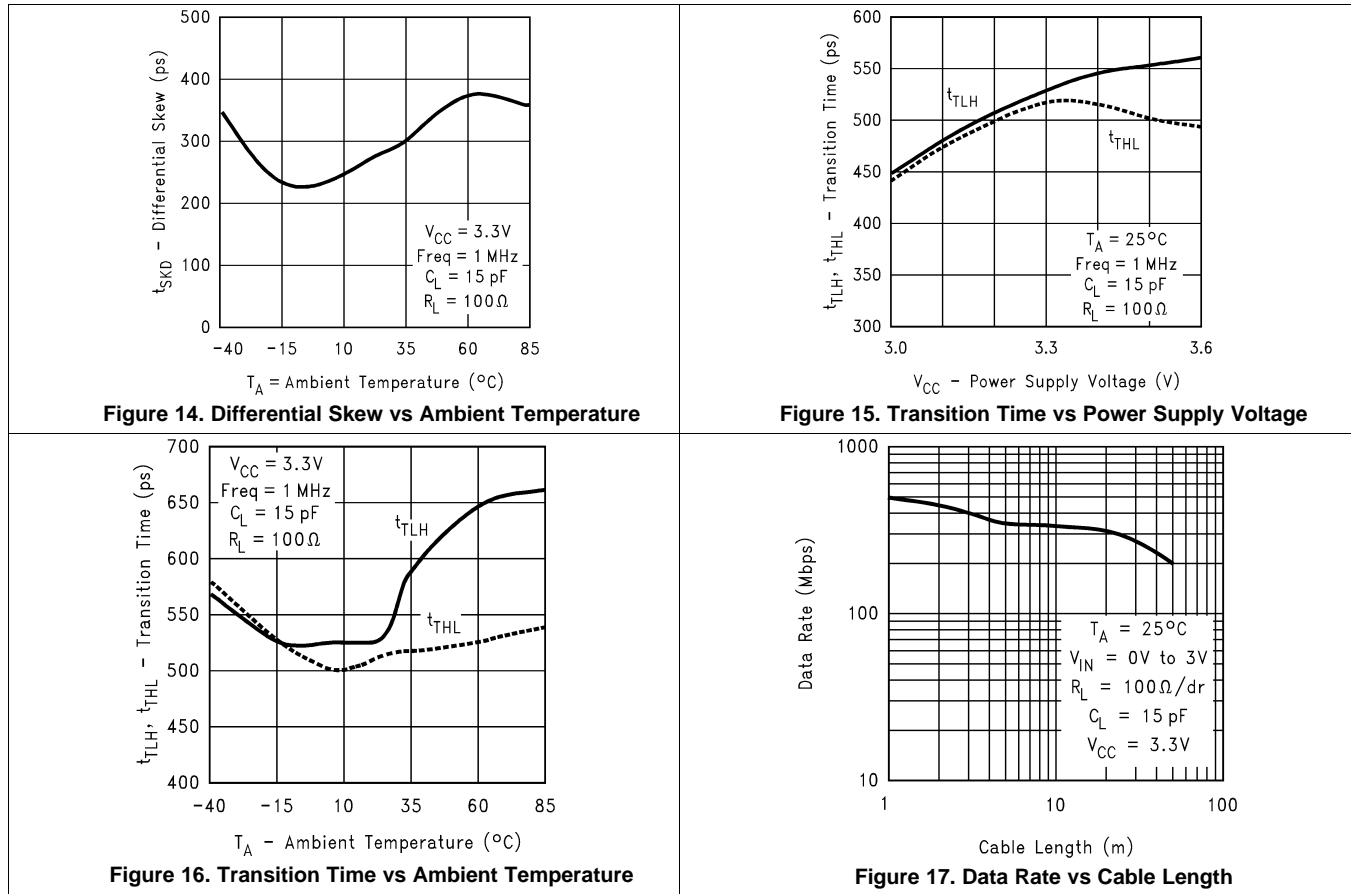 500
400
300
200
100
0
-40 -15 10 35 60 85
t_SKD - Differential Skew (ps)
V_CC = 3.3V
Freq = 1 MHz
C_L = 15 pF
R_L = 100Ω
T_A = Ambient Temperature (°C)
Figure 14. Differential Skew vs Ambient Temperature
600
550
500
450
400
350
300
3.0 3.3 3.6
t_TLH, t_THL - Transition Time (ps)
t_TLH
t_THL
T_A = 25°C
Freq = 1 MHz
C_L = 15 pF
R_L = 100Ω
V_CC - Power Supply Voltage (V)
Figure 15. Transition Time vs Power Supply Voltage
700
650
600
550
500
450
400
-40 -15 10 35 60 85
t_TLH, t_THL - Transition Time (ps)
V_CC = 3.3V
Freq = 1 MHz
C_L = 15 pF
R_L = 100Ω
t_TLH
t_THL
T_A - Ambient Temperature (°C)
Figure 16. Transition Time vs Ambient Temperature
1000
100
10
1 10 100
Data Rate (Mbps)
T_A = 25°C
V_IN = 0V to 3V
R_L = 100Ω/dr
C_L = 15 pF
V_CC = 3.3V
Cable Length (m)
Figure 17. Data Rate vs Cable Length